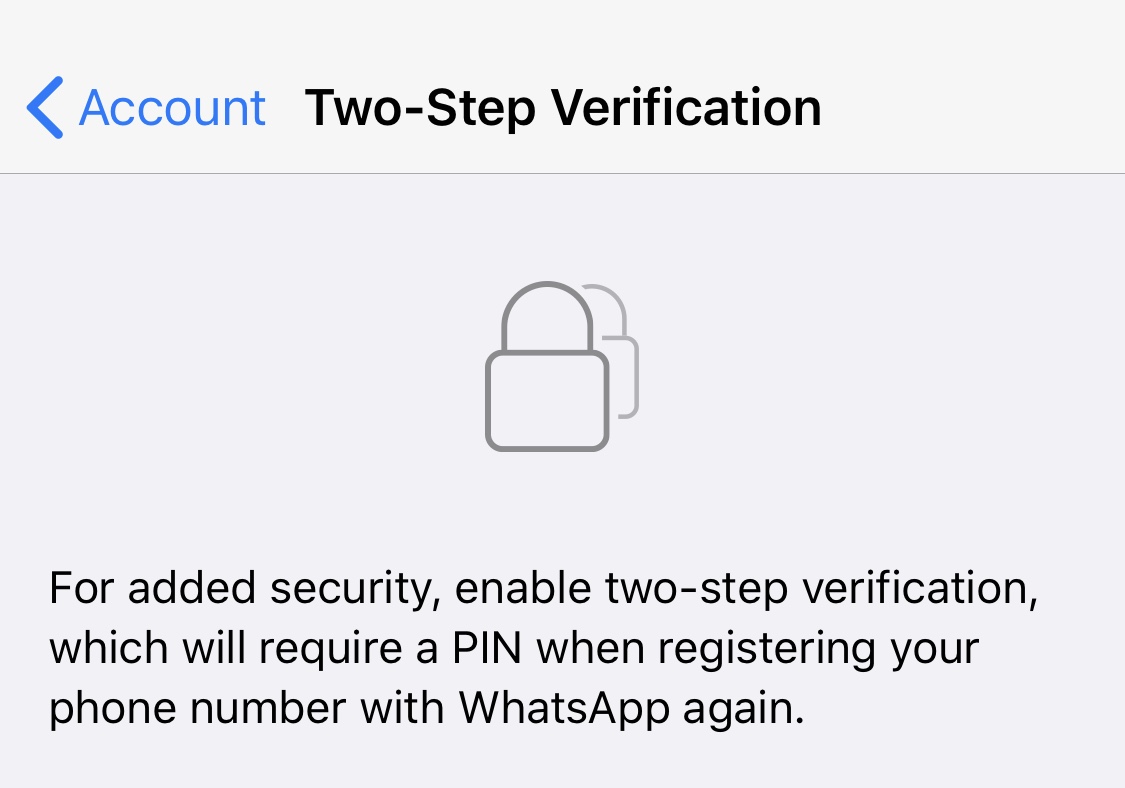 Account Two-Step Verification
For added security, enable two-step verification,
which will require a PIN when registering your
phone number with WhatsApp again.